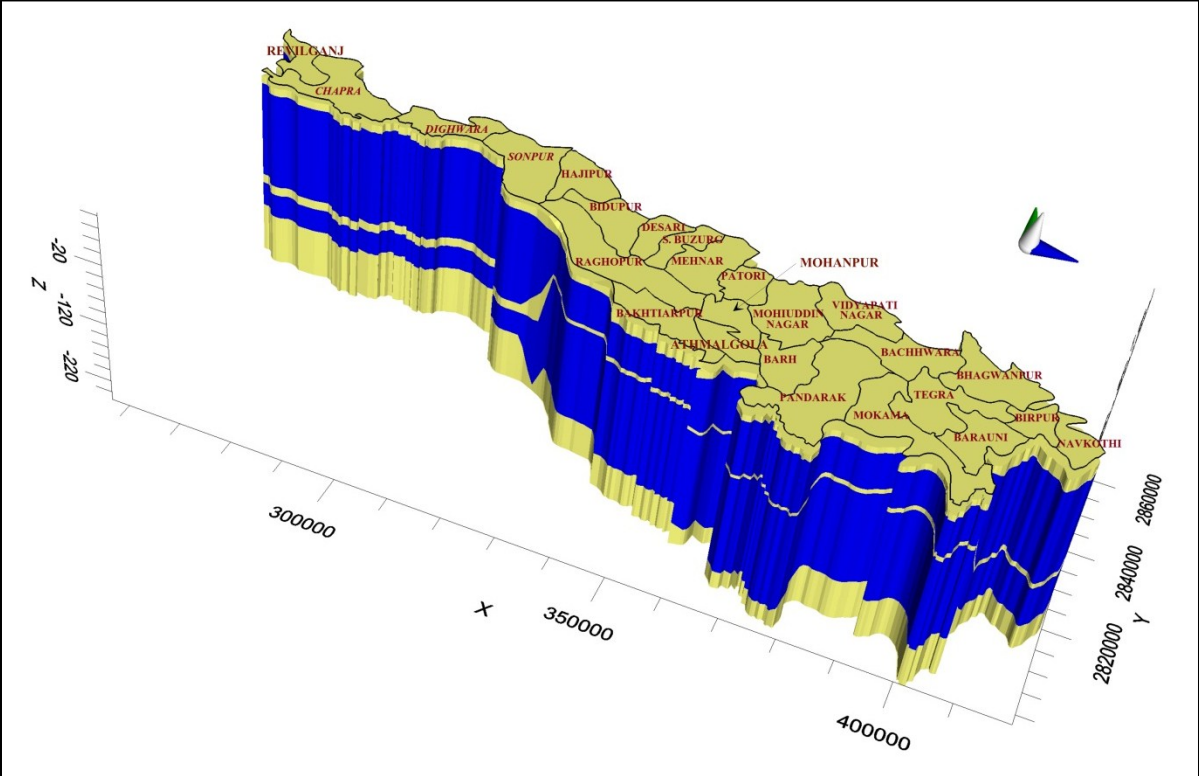 REVILGANJ
CHAPRA
DIGHWARA
SONPUR
HAJIPUR
BIDUPUR
DESARI
S. BUZURG
RAGHOPUR
MEHNAR
MOHANPUR
PATORI
BAKHTIARPUR
MOHIUDDIN
NAGAR
VIDYAPATI
NAGAR
ATHMALGOLA
BARH
BACHHWARA
BHAGWANPUR
PANDARAK
TEGRA
MOKAMA
BIRPUR
BARAUNI
NAVKOTHI
-20
-120
-220
Z
300000
350000
400000
X
2860000
2840000
2820000
Y